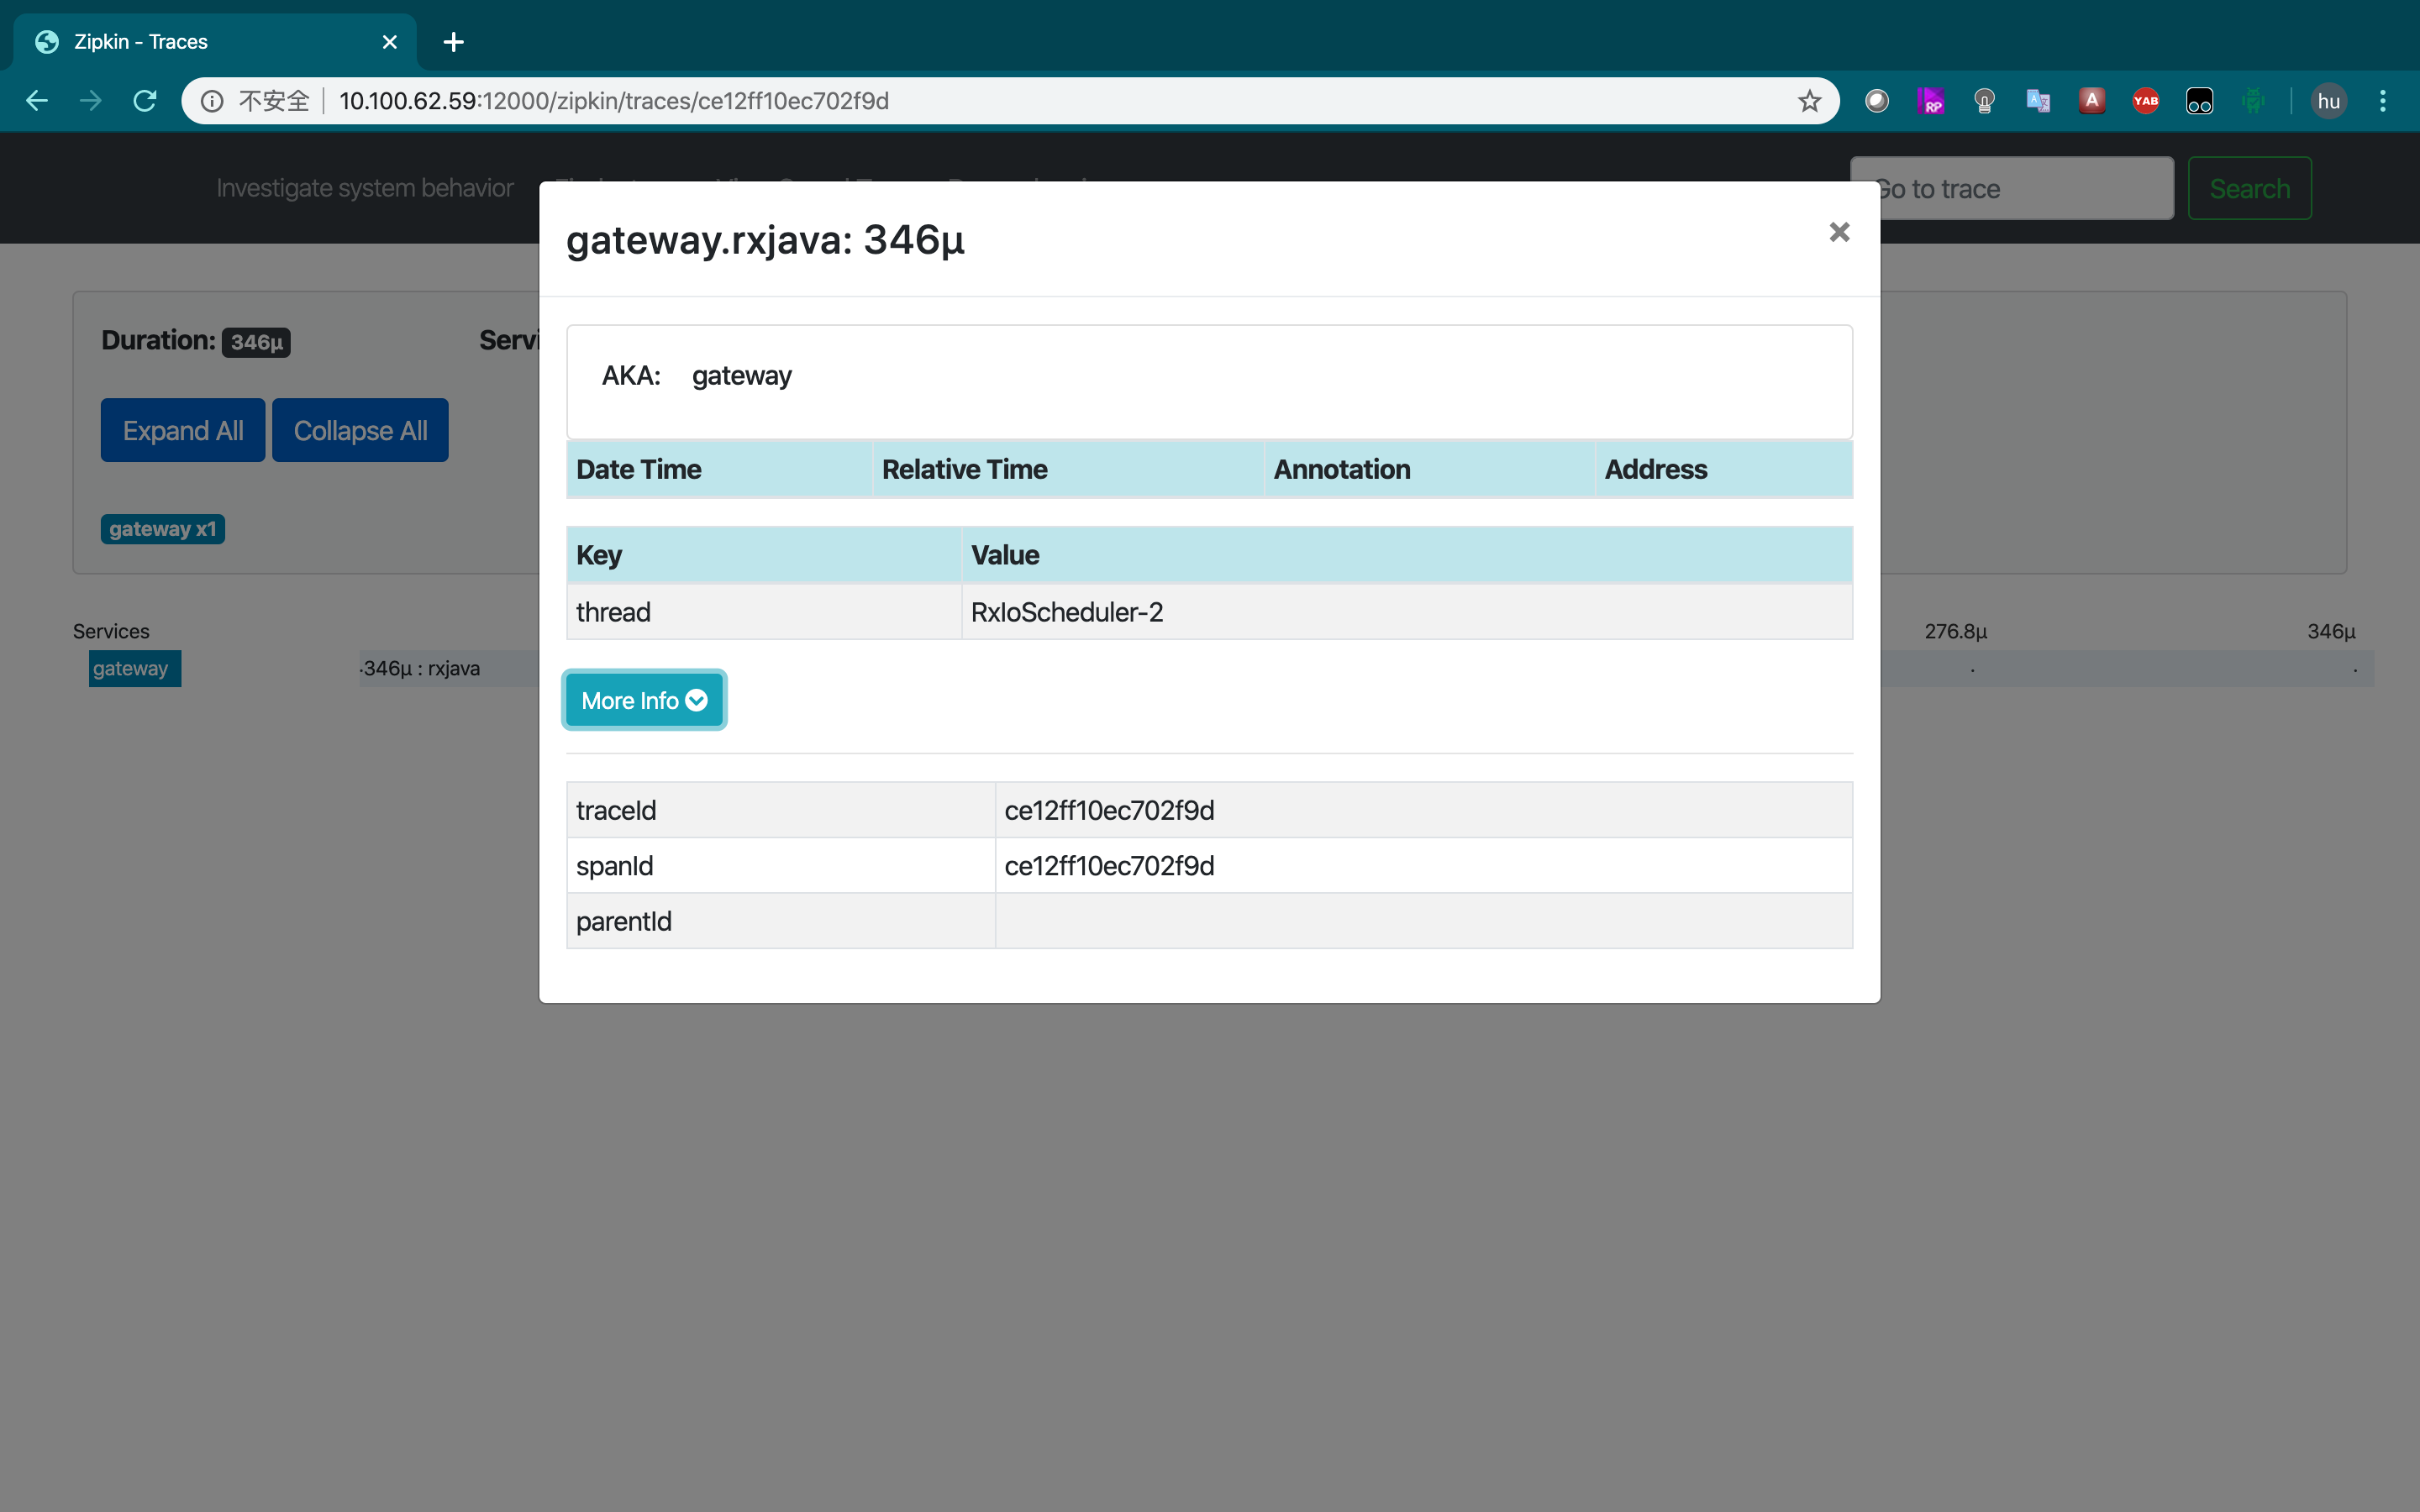 Zipkin - Traces
不安全 10.100.62.59:12000/zipkin/traces/ce12ff10ec702f9d
RP
A
YAB
hu
Investigate system behavior
Go to trace
Search
gateway.rxjava: 346μ
Duration: 346μ
Servi
AKA: gateway
Expand All Collapse All
Date Time Relative Time Annotation Address
gateway x1
Key Value
thread RxIoScheduler-2
Services
276.8μ 346μ
gateway
.346μ : rxjava
More Info
traceId ce12ff10ec702f9d
spanId ce12ff10ec702f9d
parentId